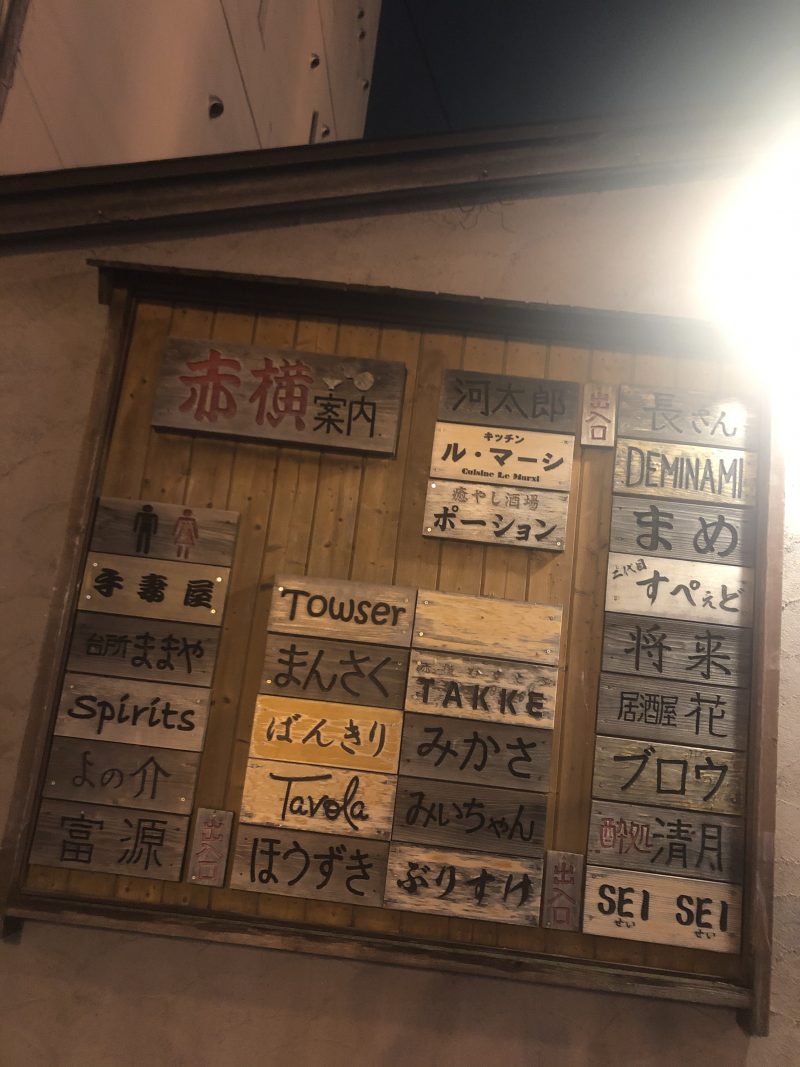 赤横案内
河太郎
キッチン
ル・マーシ
Cuisine Le Marxi
癒やし酒場
ポーション
出入口
長さん
DEMINAMI
まめ
二代目
すぺぇど
将来
居酒屋 花
ブロウ
酔処 清月
SEI SEI
せい せい
手毒屋
台所 ままや
Spirits
よの介
富源
出入口
Towser
まんさく
ばんきり
Tavola
ほうずき
TAKKE
みかさ
みいちゃん
ぶりすけ
出入口